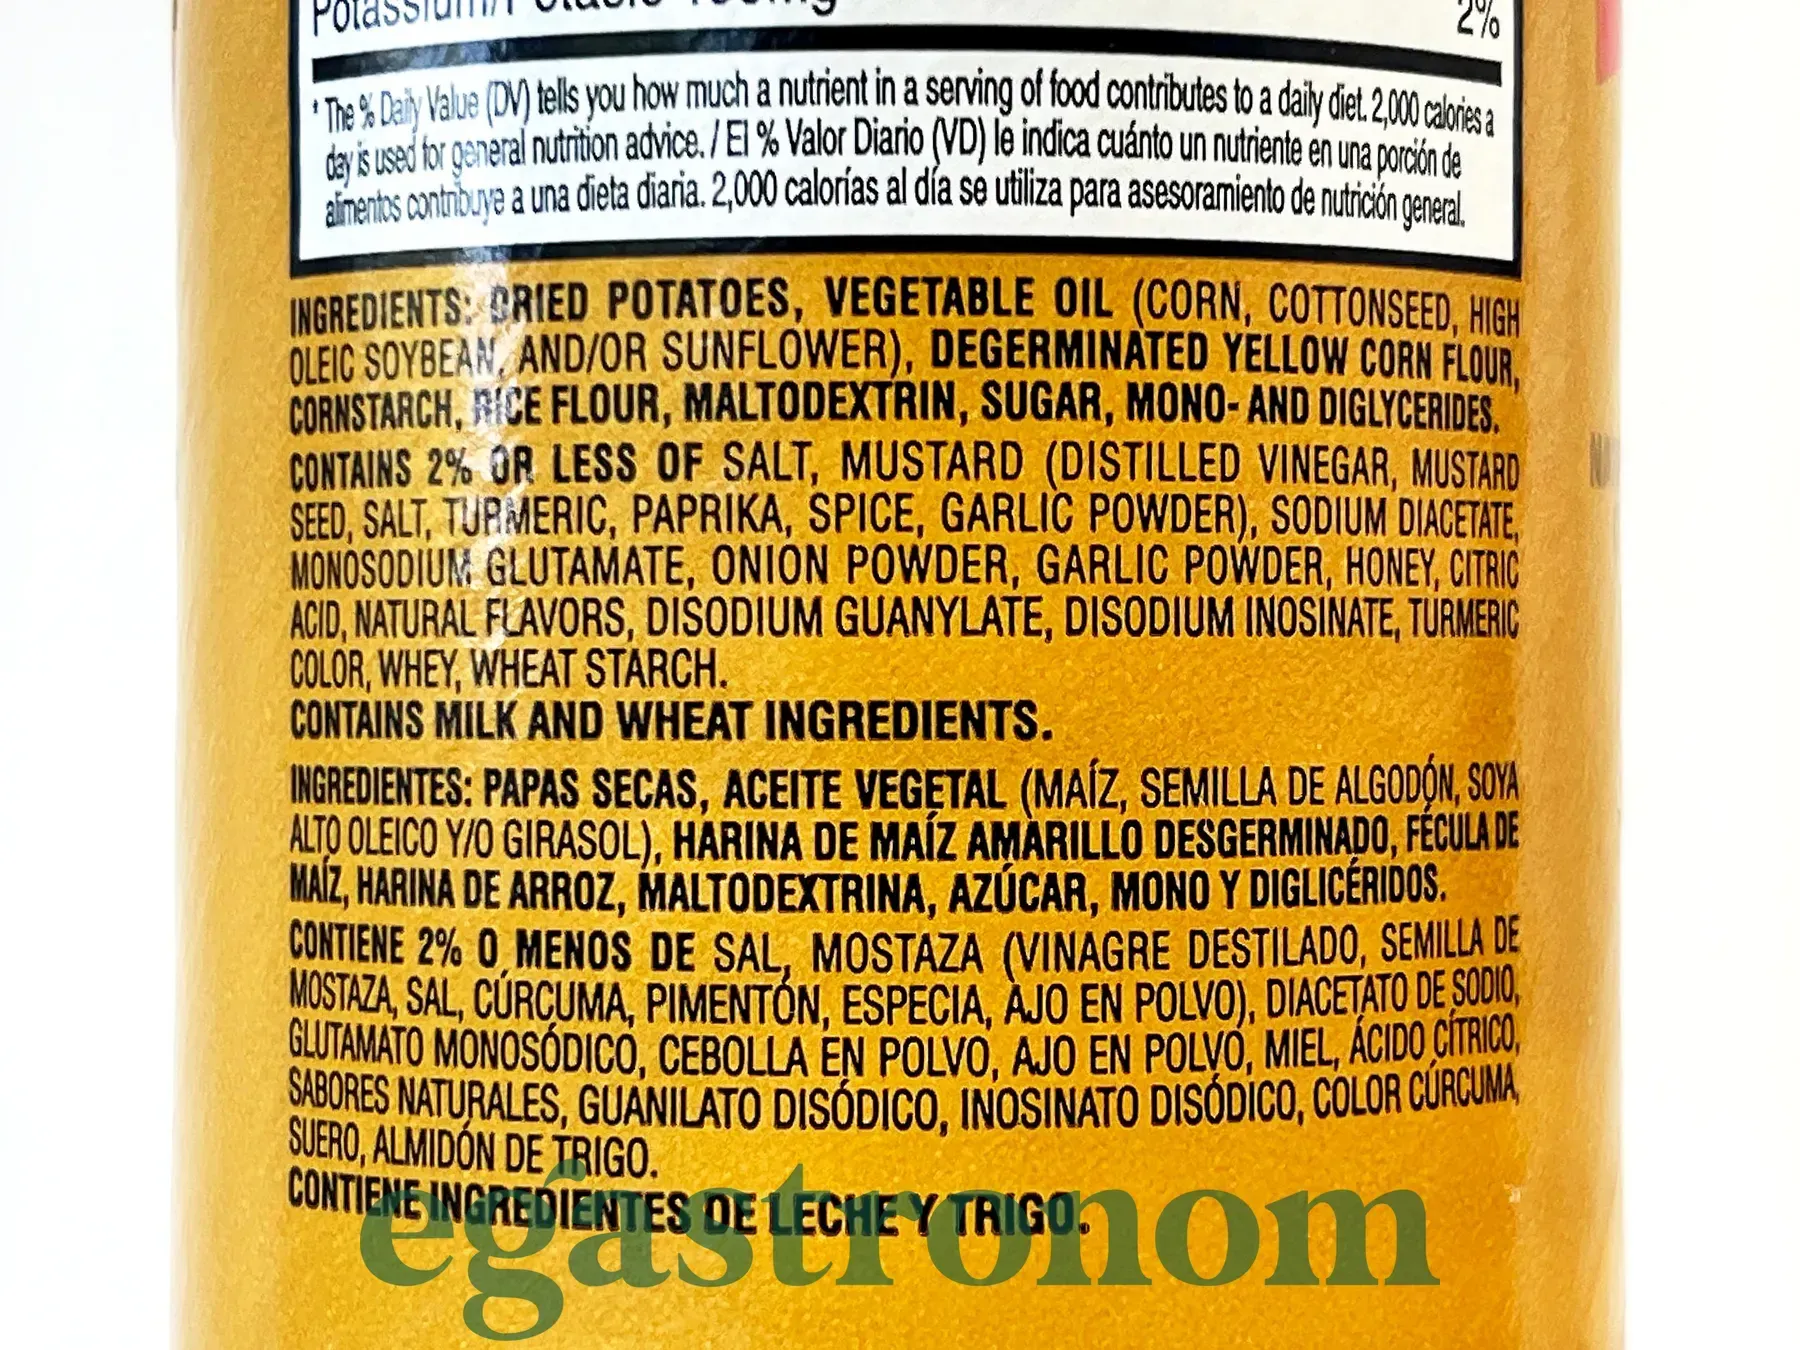 2%
* The % Daily Value (DV) tells you how much a nutrient in a serving of food contributes to a daily diet. 2,000 calories a
day is used for general nutrition advice. / El % Valor Diario (VD) le indica cuánto un nutriente en una porción de
alimentos contribuye a una dieta diaria. 2,000 calorías al día se utiliza para asesoramiento de nutrición general.
INGREDIENTS: DRIED POTATOES, VEGETABLE OIL (CORN, COTTONSEED, HIGH
OLEIC SOYBEAN, AND/OR SUNFLOWER), DEGERMINATED YELLOW CORN FLOUR,
CORNSTARCH, RICE FLOUR, MALTODEXTRIN, SUGAR, MONO- AND DIGLYCERIDES.
CONTAINS 2% OR LESS OF SALT, MUSTARD (DISTILLED VINEGAR, MUSTARD
SEED, SALT, TURMERIC, PAPRIKA, SPICE, GARLIC POWDER), SODIUM DIACETATE,
MONOSODIUM GLUTAMATE, ONION POWDER, GARLIC POWDER, HONEY, CITRIC
ACID, NATURAL FLAVORS, DISODIUM GUANYLATE, DISODIUM INOSINATE, TURMERIC
COLOR, WHEY, WHEAT STARCH.
CONTAINS MILK AND WHEAT INGREDIENTS.
INGREDIENTES: PAPAS SECAS, ACEITE VEGETAL (MAÍZ, SEMILLA DE ALGODÓN, SOYA
ALTO OLEICO Y/O GIRASOL), HARINA DE MAÍZ AMARILLO DESGERMINADO, FÉCULA DE
MAÍZ, HARINA DE ARROZ, MALTODEXTRINA, AZÚCAR, MONO Y DIGLICÉRIDOS.
CONTIENE 2% O MENOS DE SAL, MOSTAZA (VINAGRE DESTILADO, SEMILLA DE
MOSTAZA, SAL, CÚRCUMA, PIMENTÓN, ESPECIA, AJO EN POLVO), DIACETATO DE SODIO,
GLUTAMATO MONOSÓDICO, CEBOLLA EN POLVO, AJO EN POLVO, MIEL, ÁCIDO CÍTRICO,
SABORES NATURALES, GUANILATO DISÓDICO, INOSINATO DISÓDICO, COLOR CÚRCUMA,
SUERO, ALMIDÓN DE TRIGO.
CONTIENE INGREDIENTES DE LECHE Y TRIGO.
egastronom